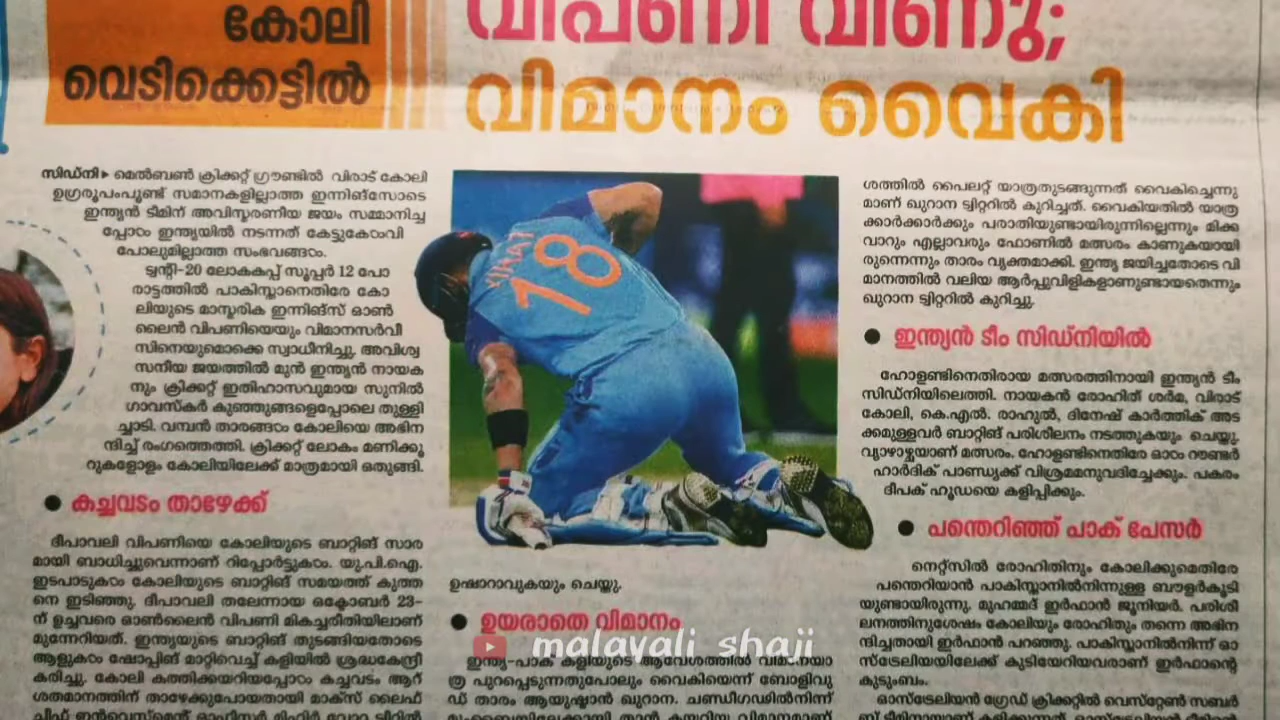 കോലി
വെടിക്കെട്ടിൽ
വിപണി വീണു;
വിമാനം വൈകി
സിഡ്നി ▸ മെൽബൺ ക്രിക്കറ്റ് ഗ്രൗണ്ടിൽ വിരാട് കോലി
ഉഗ്രരൂപംപൂണ്ട് സമാനകളില്ലാത്ത ഇന്നിങ്സോടെ
ഇന്ത്യൻ ടീമിന് അവിസ്മരണീയ ജയം സമ്മാനിച്ച
പ്പോൾ ഇന്ത്യയിൽ നടന്നത് കേട്ടുകേൾവി
പോലുമില്ലാത്ത സംഭവങ്ങൾ.
ട്വന്റി-20 ലോകകപ്പ് സൂപ്പർ 12 പോ
രാട്ടത്തിൽ പാകിസ്താനെതിരേ കോ
ലിയുടെ മാസ്മരിക ഇന്നിങ്സ് ഓൺ
ലൈൻ വിപണിയെയും വിമാനസർവീ
സിനെയുമൊക്കെ സ്വാധീനിച്ചു. അവിശ്വ
സനീയ ജയത്തിൽ മുൻ ഇന്ത്യൻ നായക
നും ക്രിക്കറ്റ് ഇതിഹാസവുമായ സുനിൽ
ഗാവസ്കർ കുഞ്ഞുങ്ങളെപ്പോലെ തുള്ളി
ച്ചാടി. വമ്പൻ താരങ്ങൾ കോലിയെ അഭിന
ന്ദിച്ച് രംഗത്തെത്തി. ക്രിക്കറ്റ് ലോകം മണിക്കൂ
റുകളോളം കോലിയിലേക്ക് മാത്രമായി ഒതുങ്ങി.
● കച്ചവടം താഴേക്ക്
ദീപാവലി വിപണിയെ കോലിയുടെ ബാറ്റിങ് സാര
മായി ബാധിച്ചുവെന്നാണ് റിപ്പോർട്ടുകൾ. യു.പി.ഐ.
ഇടപാടുകൾ കോലിയുടെ ബാറ്റിങ് സമയത്ത് കുത്ത
നെ ഇടിഞ്ഞു. ദീപാവലി തലേന്നായ ഒക്ടോബർ 23-
ന് ഉച്ചവരെ ഓൺലൈൻ വിപണി മികച്ചരീതിയിലാണ്
മുന്നേറിയത്. ഇന്ത്യയുടെ ബാറ്റിങ് തുടങ്ങിയതോടെ
ആളുകൾ ഷോപ്പിങ് മാറ്റിവെച്ച് കളിയിൽ ശ്രദ്ധകേന്ദ്രീ
കരിച്ചു. കോലി കത്തിക്കയറിയപ്പോൾ കച്ചവടം ആറ്
ശതമാനത്തിന് താഴേക്കുപോയതായി മാക്സ് ലൈഫ്
ചീഫ് ഇൻവെസ്റ്റ്മെന്റ് ഓഫീസർ മിഹിർ വോറ ട്വീറ്റിൽ
VIRAT
18
ഉഷാറാവുകയും ചെയ്തു.
● ഉയരാതെ വിമാനം
malayali shaji
ഇന്ത്യ-പാക് കളിയുടെ ആവേശത്തിൽ വിമാനയാ
ത്ര പുറപ്പെടുന്നതുപോലും വൈകിയെന്ന് ബോളിവു
ഡ് താരം ആയുഷ്മാൻ ഖുറാന. ചണ്ഡീഗഢിൽനിന്ന്
മുംബൈയിലേക്കായി താൻ കയറിയ വിമാനമാണ്
ശത്തിൽ പൈലറ്റ് യാത്രതുടങ്ങുന്നത് വൈകിച്ചെന്നു
മാണ് ഖുറാന ട്വിറ്ററിൽ കുറിച്ചത്. വൈകിയതിൽ യാത്ര
ക്കാർക്കാർക്കും പരാതിയുണ്ടായിരുന്നില്ലെന്നും മിക്ക
വാറും എല്ലാവരും ഫോണിൽ മത്സരം കാണുകയായി
രുന്നെന്നും താരം വ്യക്തമാക്കി. ഇന്ത്യ ജയിച്ചതോടെ വി
മാനത്തിൽ വലിയ ആർപ്പുവിളികളാണുണ്ടായതെന്നും
ഖുറാന ട്വിറ്ററിൽ കുറിച്ചു.
● ഇന്ത്യൻ ടീം സിഡ്നിയിൽ
ഹോളണ്ടിനെതിരായ മത്സരത്തിനായി ഇന്ത്യൻ ടീം
സിഡ്നിയിലെത്തി. നായകൻ രോഹിത് ശർമ, വിരാട്
കോലി, കെ.എൽ. രാഹുൽ, ദിനേഷ് കാർത്തിക് അട
ക്കമുള്ളവർ ബാറ്റിങ് പരിശീലനം നടത്തുകയും ചെയ്തു.
വ്യാഴാഴ്ചയാണ് മത്സരം. ഹോളണ്ടിനെതിരേ ഓൾ റൗണ്ടർ
ഹാർദിക് പാണ്ഡ്യക്ക് വിശ്രമമനുവദിച്ചേക്കും. പകരം
ദീപക് ഹൂഡയെ കളിപ്പിക്കും.
● പന്തെറിഞ്ഞ് പാക് പേസർ
നെറ്റ്സിൽ രോഹിതിനും കോലിക്കുമെതിരേ
പന്തെറിയാൻ പാകിസ്താനിൽനിന്നുള്ള ബൗളർകൂടി
യുണ്ടായിരുന്നു. മുഹമ്മദ് ഇർഫാൻ ജൂനിയർ. പരിശീ
ലനത്തിനുശേഷം കോലിയും രോഹിതും തന്നെ അഭിന
ന്ദിച്ചതായി ഇർഫാൻ പറഞ്ഞു. പാകിസ്താനിൽനിന്ന് ഓ
സ്ട്രേലിയയിലേക്ക് കുടിയേറിയവരാണ് ഇർഫാന്റെ
കുടുംബം.
ഓസ്ട്രേലിയൻ ഗ്രേഡ് ക്രിക്കറ്റിൽ വെസ്റ്റേൺ സബർ